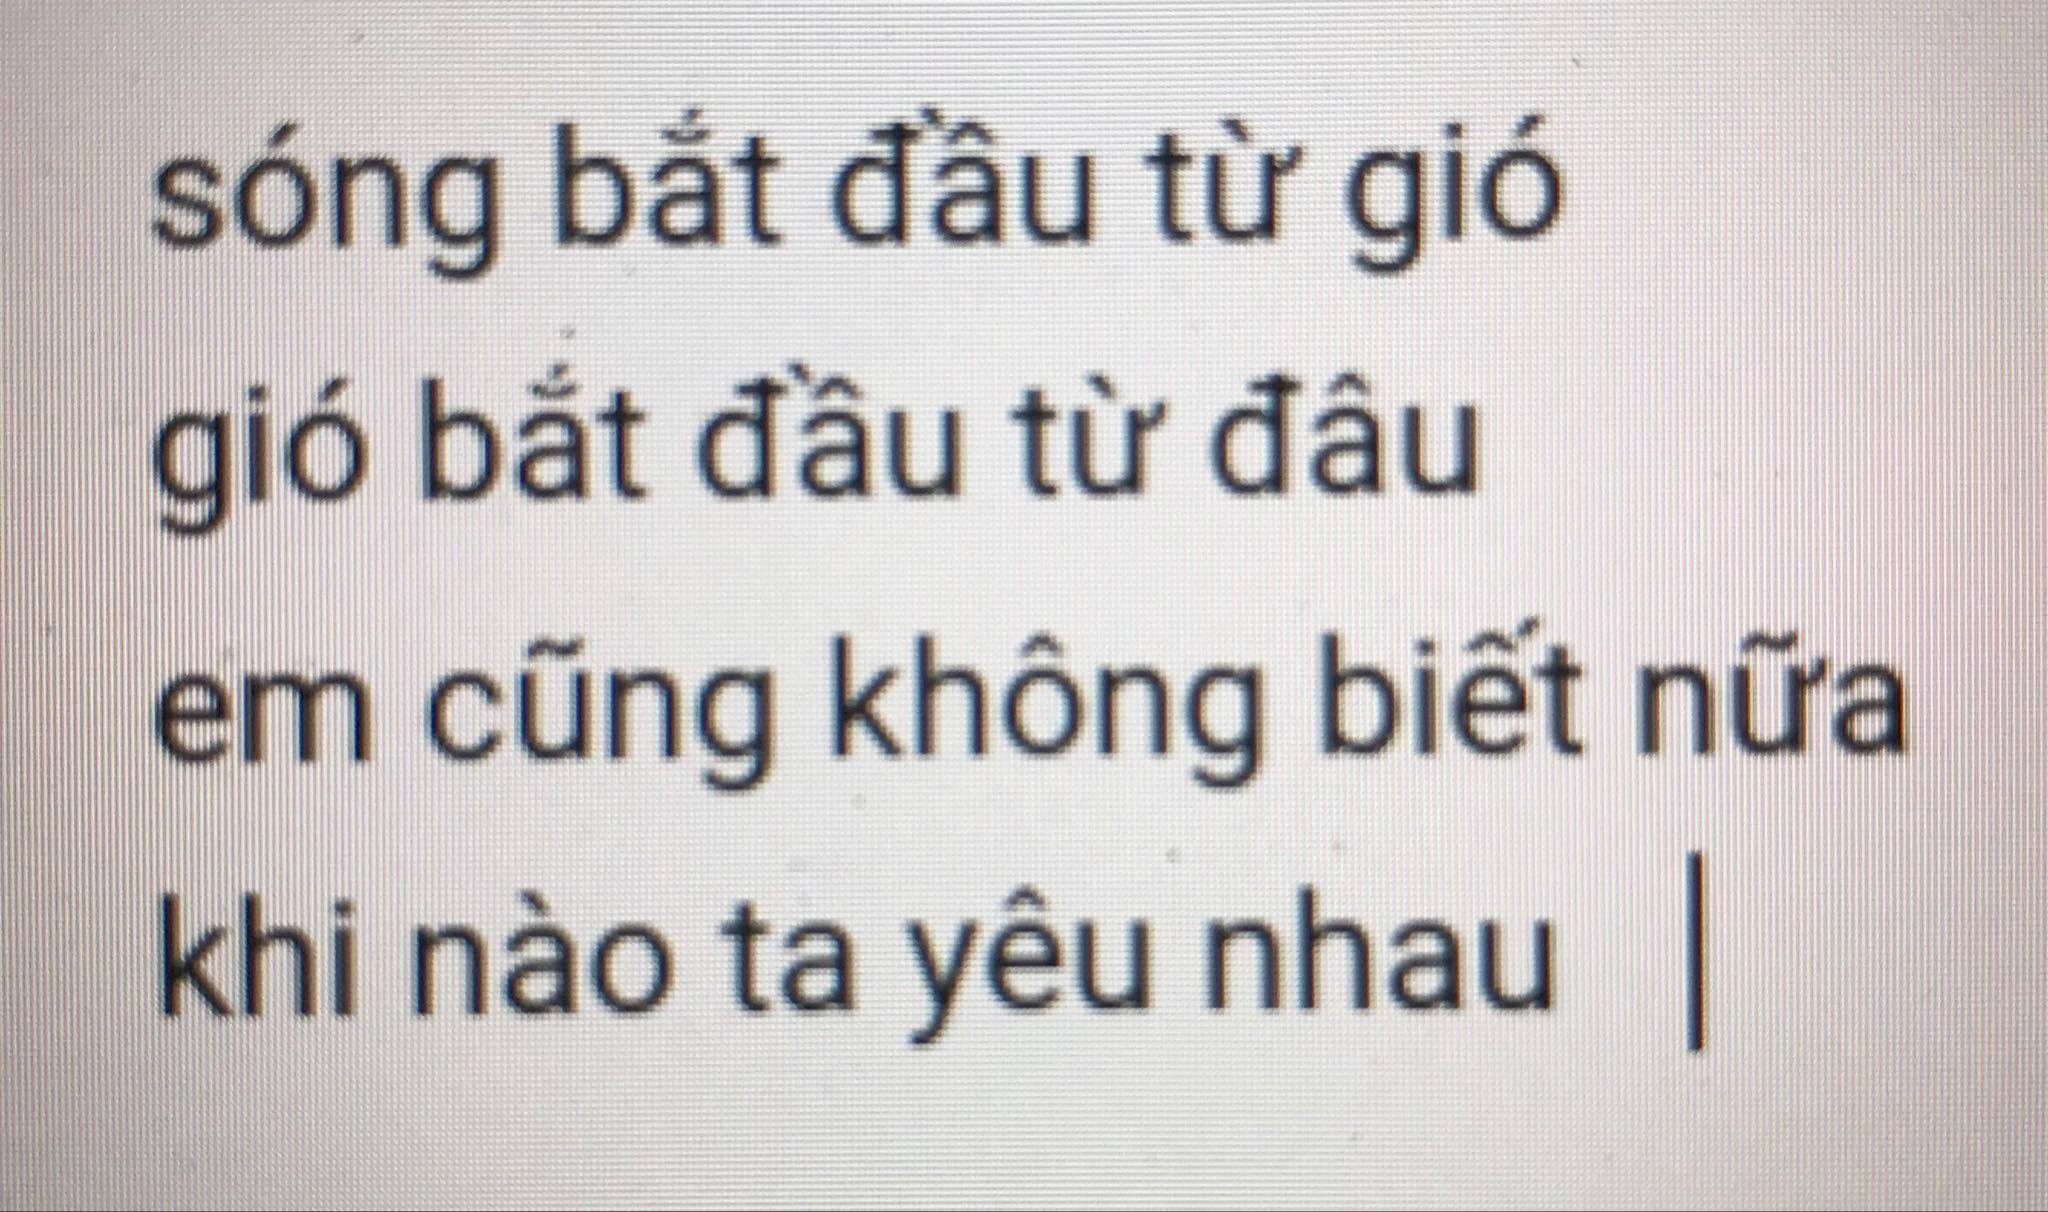 sóng bắt đầu từ gió
gió bắt đầu từ đâu
em cũng không biết nữa
khi nào ta yêu nhau